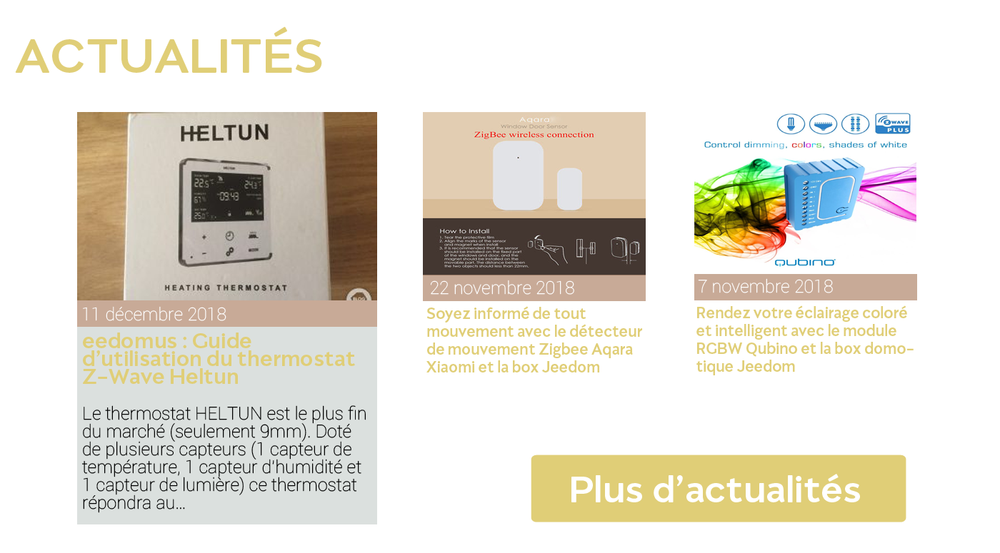 ACTUALITÉS
HELTUN
HELTUN
22.5
24.3
09:43
67%
25.0
HEATING THERMOSTAT
BLOG
11 décembre 2018
eedomus : Guide
d'utilisation du thermostat
Z-Wave Heltun
Le thermostat HELTUN est le plus fin
du marché (seulement 9mm). Doté
de plusieurs capteurs (1 capteur de
température, 1 capteur d'humidité et
1 capteur de lumière) ce thermostat
répondra au...
Aqara
Window Door Sensor
ZigBee wireless connection
How to Install
1. Tear the protective film
2. Align the marks of the sensor
and magnet when install
3. It is recommended that the sensor
should be installed on the fixed part
of the windows and door, and the
magnet should be installed on the
movable part. The distance between
the two objects should less than 22mm.
22 novembre 2018
Soyez informé de tout
mouvement avec le détecteur
de mouvement Zigbee Aqara
Xiaomi et la box Jeedom
Z WAVE
PLUS
Control dimming, colors, shades of white
QUBINO
7 novembre 2018
Rendez votre éclairage coloré
et intelligent avec le module
RGBW Qubino et la box domo-
tique Jeedom
Plus d'actualités